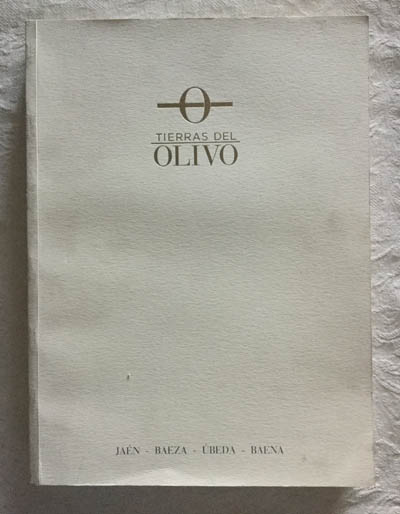 O
TIERRAS DEL
OLIVO
JAÉN - BAEZA - ÚBEDA - BAENA